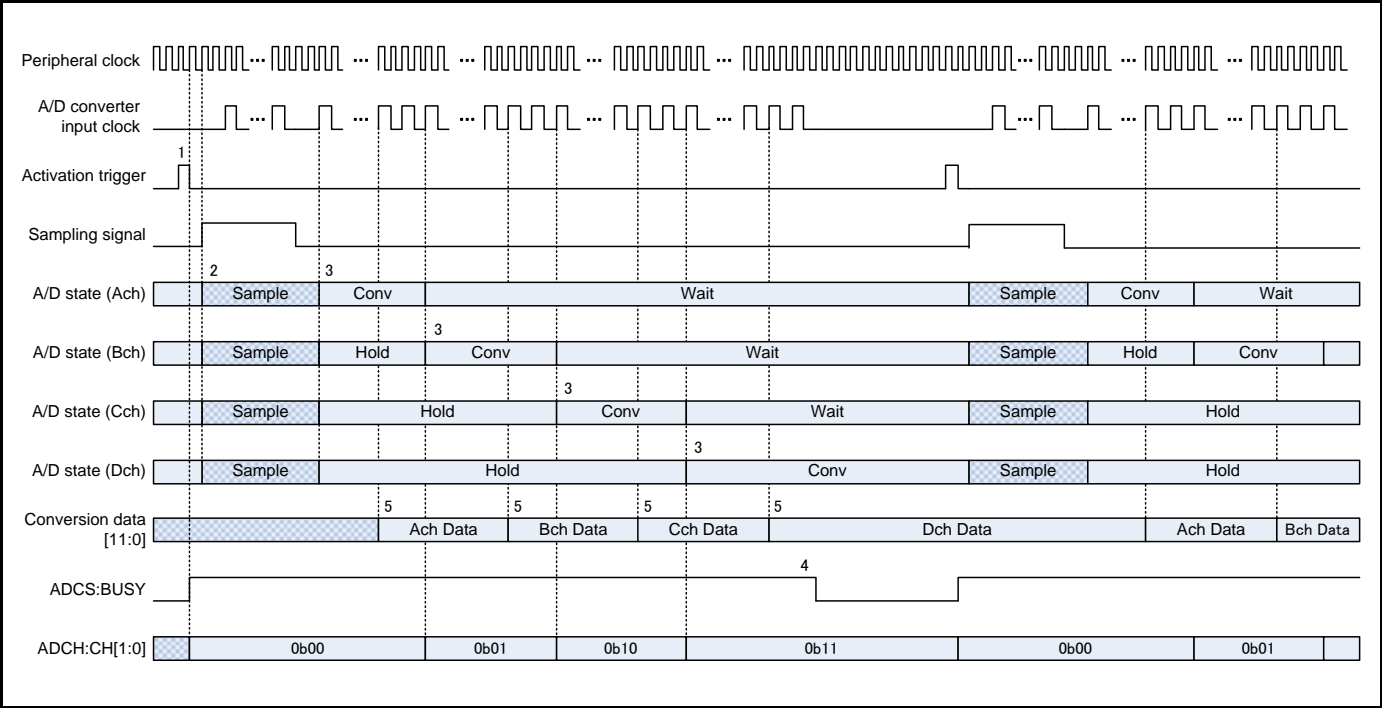 Peripheral clock ... ... ... ... ... ... ... ...
A/D converter
input clock ... ... ... ... ... ... ... ...
1
Activation trigger
Sampling signal
2 3
A/D state (Ach) Sample Conv Wait Sample Conv Wait
3
A/D state (Bch) Sample Hold Conv Wait Sample Hold Conv
3
A/D state (Cch) Sample Hold Conv Wait Sample Hold
3
A/D state (Dch) Sample Hold Conv Sample Hold
5 5 5 5
Conversion data
[11:0] Ach Data Bch Data Cch Data Dch Data Ach Data Bch Data
4
ADCS:BUSY
ADCH:CH[1:0] 0b00 0b01 0b10 0b11 0b00 0b01